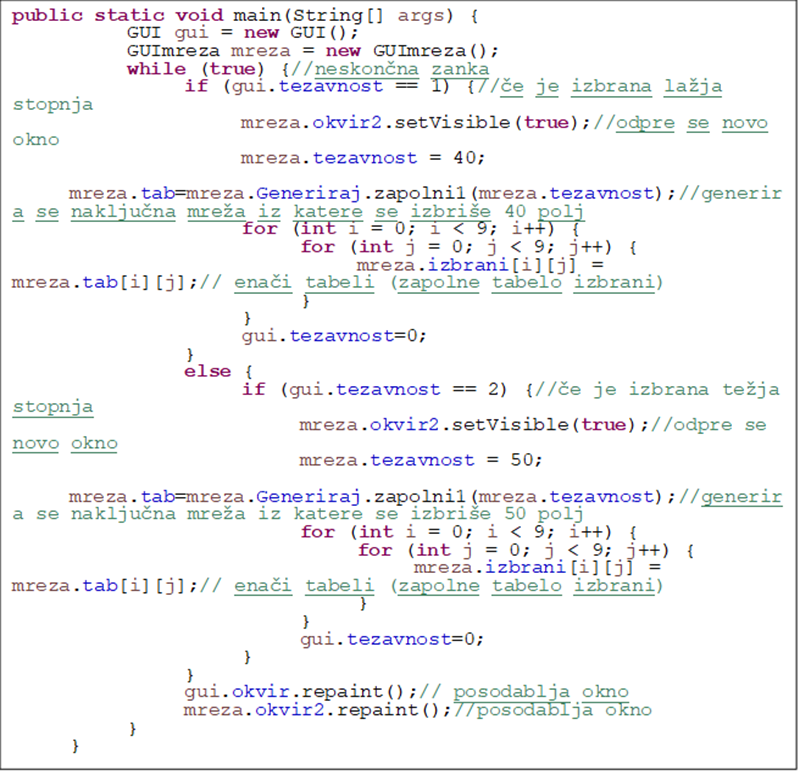 public static void main(String[] args) {
GUI gui = new GUI();
GUImreza mreza = new GUImreza();
while (true) {//neskončna zanka
if (gui.tezavnost == 1) {//če je izbrana lažja
stopnja
mreza.okvir2.setVisible(true);//odpre se novo
okno
mreza.tezavnost = 40;
mreza.tab=mreza.Generiraj.zapolni1(mreza.tezavnost);//generir
a se naključna mreža iz katere se izbriše 40 polj
for (int i = 0; i < 9; i++) {
for (int j = 0; j < 9; j++) {
mreza.izbrani[i][j] =
mreza.tab[i][j];// enači tabeli (zapolne tabelo izbrani)
}
}
gui.tezavnost=0;
}
else {
if (gui.tezavnost == 2) {//če je izbrana težja
stopnja
mreza.okvir2.setVisible(true);//odpre se
novo okno
mreza.tezavnost = 50;
mreza.tab=mreza.Generiraj.zapolni1(mreza.tezavnost);//generir
a se naključna mreža iz katere se izbriše 50 polj
for (int i = 0; i < 9; i++) {
for (int j = 0; j < 9; j++) {
mreza.izbrani[i][j] =
mreza.tab[i][j];// enači tabeli (zapolne tabelo izbrani)
}
}
gui.tezavnost=0;
}
}
gui.okvir.repaint();// posodablja okno
mreza.okvir2.repaint();//posodablja okno
}
}